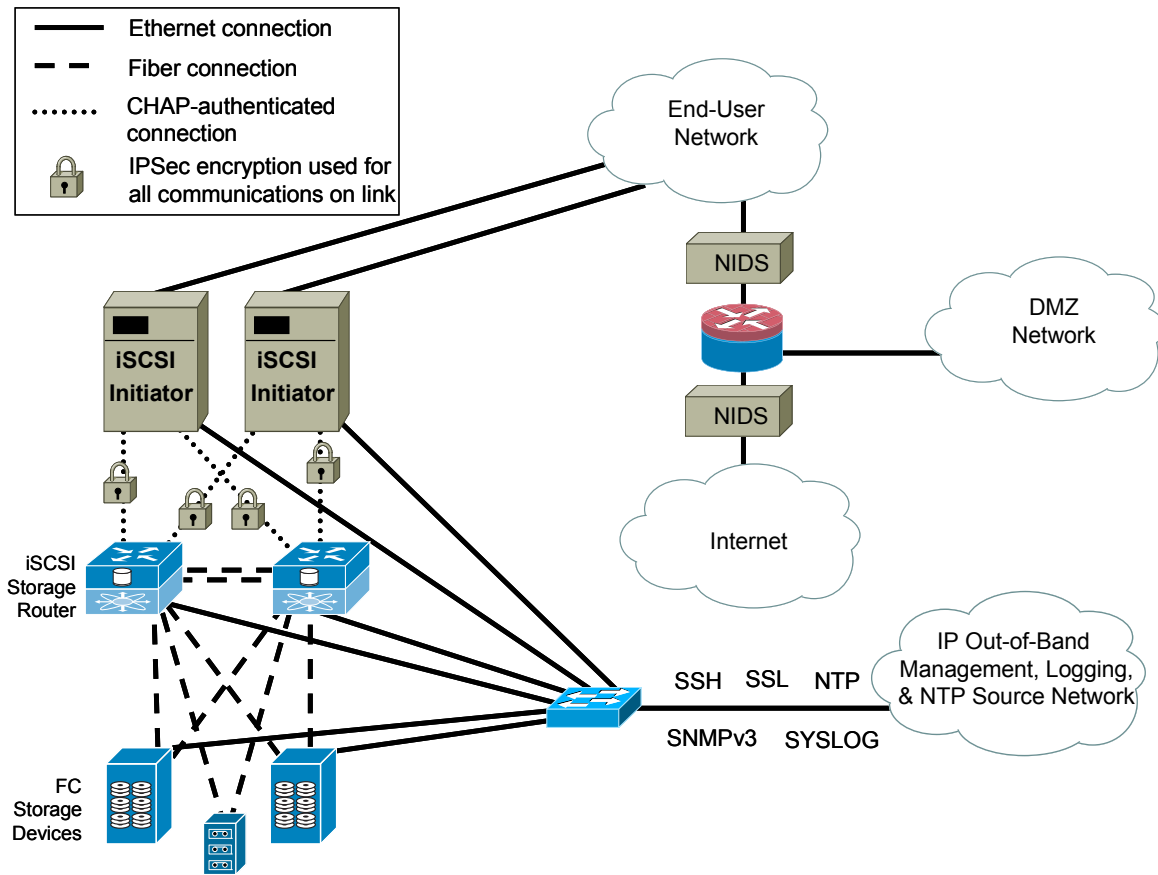 Ethernet connection
Fiber connection
CHAP-authenticated
connection
IPSec encryption used for
all communications on link
End-User
Network
NIDS
DMZ
Network
NIDS
Internet
iSCSI
Initiator
iSCSI
Initiator
iSCSI
Storage
Router
IP Out-of-Band
Management, Logging,
& NTP Source Network
SSH SSL NTP
SNMPv3 SYSLOG
FC
Storage
Devices